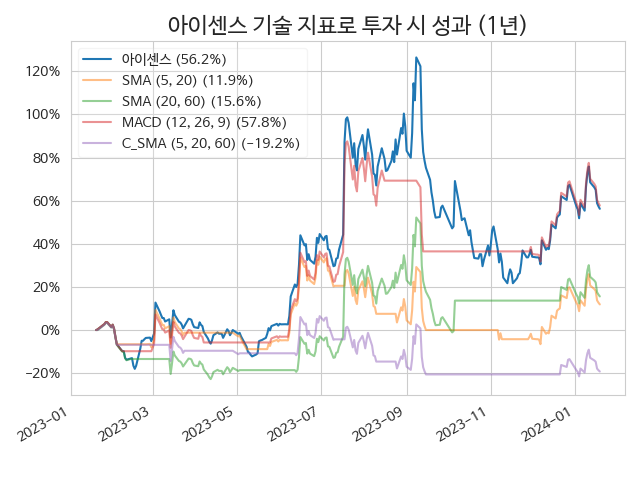 아이센스 기술 지표로 투자 시 성과 (1년)
아이센스 (56.2%)
SMA (5, 20) (11.9%)
SMA (20, 60) (15.6%)
MACD (12, 26, 9) (57.8%)
C_SMA (5, 20, 60) (−19.2%)
120%
100%
80%
60%
40%
20%
0%
−20%
2023-01
2023-03
2023-05
2023-07
2023-09
2023-11
2024-01